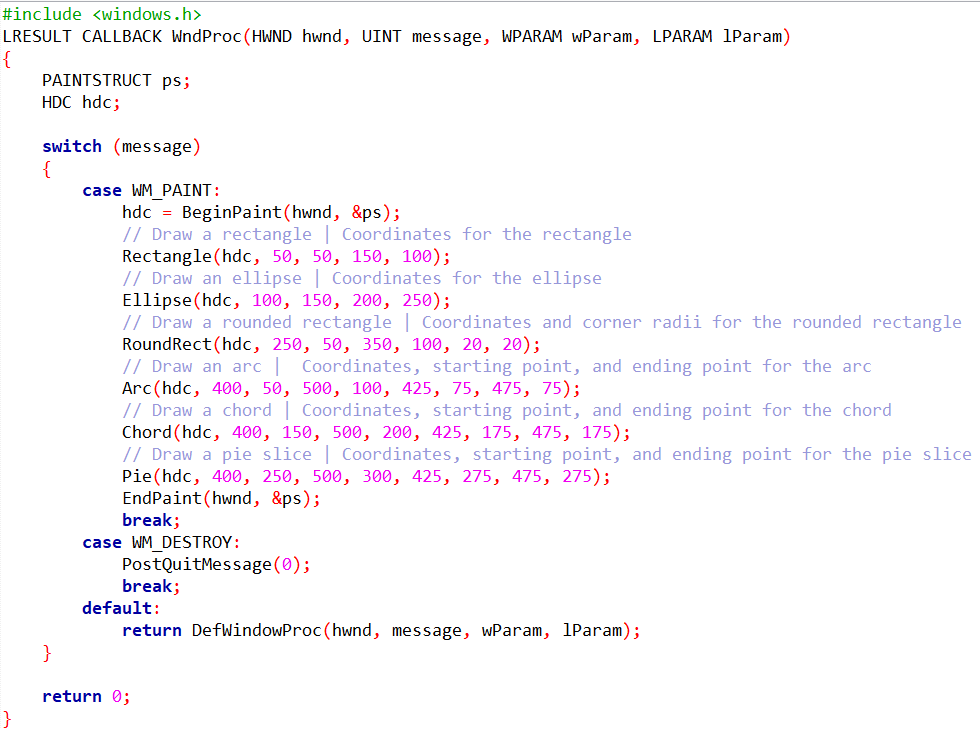 #include <windows.h>
LRESULT CALLBACK WndProc(HWND hwnd, UINT message, WPARAM wParam, LPARAM lParam)
{
    PAINTSTRUCT ps;
    HDC hdc;

    switch (message)
    {
        case WM_PAINT:
            hdc = BeginPaint(hwnd, &ps);
            // Draw a rectangle | Coordinates for the rectangle
            Rectangle(hdc, 50, 50, 150, 100);
            // Draw an ellipse | Coordinates for the ellipse
            Ellipse(hdc, 100, 150, 200, 250);
            // Draw a rounded rectangle | Coordinates and corner radii for the rounded rectangle
            RoundRect(hdc, 250, 50, 350, 100, 20, 20);
            // Draw an arc |  Coordinates, starting point, and ending point for the arc
            Arc(hdc, 400, 50, 500, 100, 425, 75, 475, 75);
            // Draw a chord | Coordinates, starting point, and ending point for the chord
            Chord(hdc, 400, 150, 500, 200, 425, 175, 475, 175);
            // Draw a pie slice | Coordinates, starting point, and ending point for the pie slice
            Pie(hdc, 400, 250, 500, 300, 425, 275, 475, 275);
            EndPaint(hwnd, &ps);
            break;
        case WM_DESTROY:
            PostQuitMessage(0);
            break;
        default:
            return DefWindowProc(hwnd, message, wParam, lParam);
    }

    return 0;
}